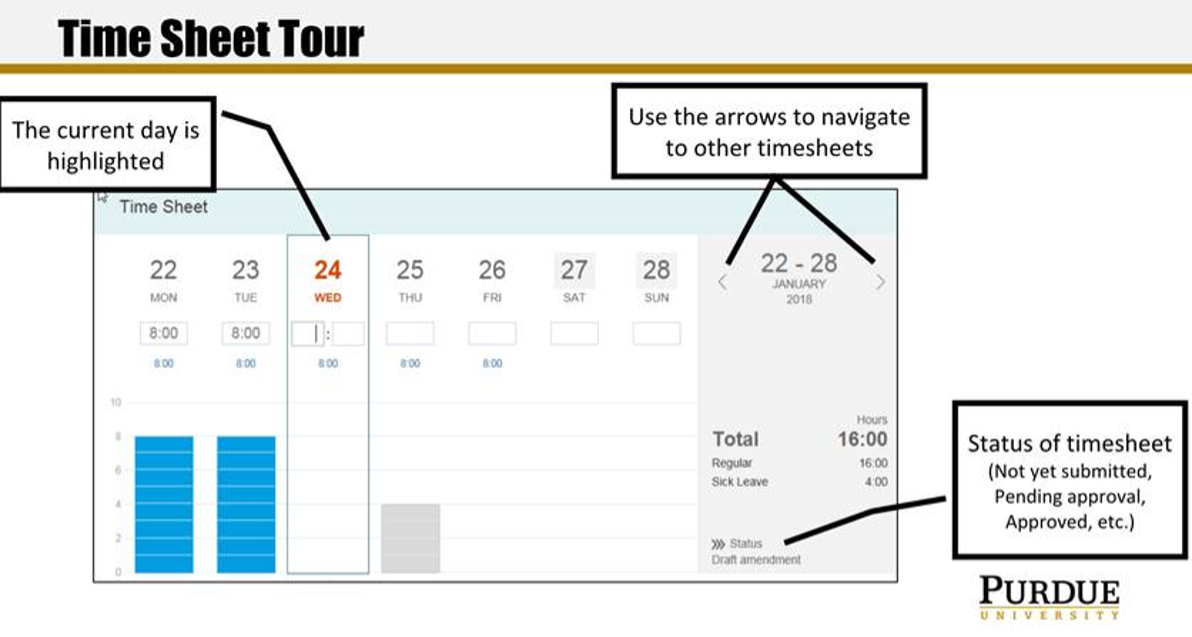 Time Sheet Tour
The current day is
highlighted
Use the arrows to navigate
to other timesheets
Time Sheet
22 23 24 25 26 27 28
MON TUE WED THU FRI SAT SUN
8:00 8:00 :
8:00 8:00 8:00 8:00 8:00
10
8
6
4
2
0
22 - 28
JANUARY
2018
Hours
Total 16:00
Regular 16:00
Sick Leave 4:00
Status
Draft amendment
Status of timesheet
(Not yet submitted,
Pending approval,
Approved, etc.)
PURDUE
UNIVERSITY